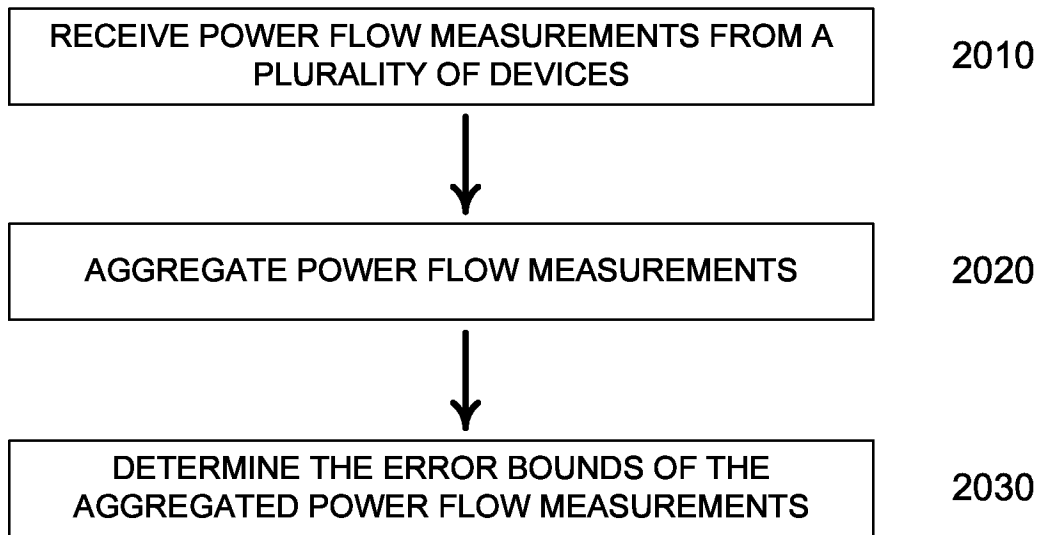 RECEIVE POWER FLOW MEASUREMENTS FROM A
PLURALITY OF DEVICES
2010
AGGREGATE POWER FLOW MEASUREMENTS
2020
DETERMINE THE ERROR BOUNDS OF THE
AGGREGATED POWER FLOW MEASUREMENTS
2030